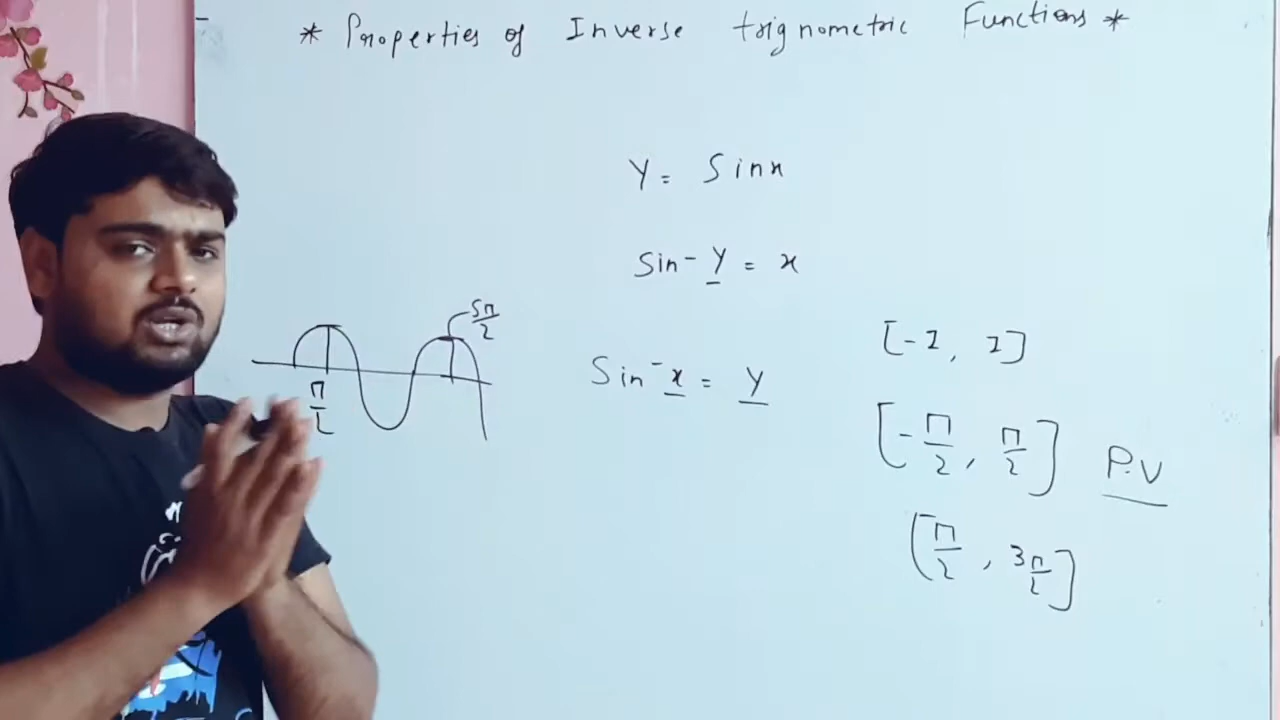 * Properties of Inverse trignometric Functions *
Y = Sinx
Sin⁻ y = x
Sin⁻x = y
[-1, 1]
[-π/2, π/2] P.V
[π/2, 3π/2]
π/2
5π/2